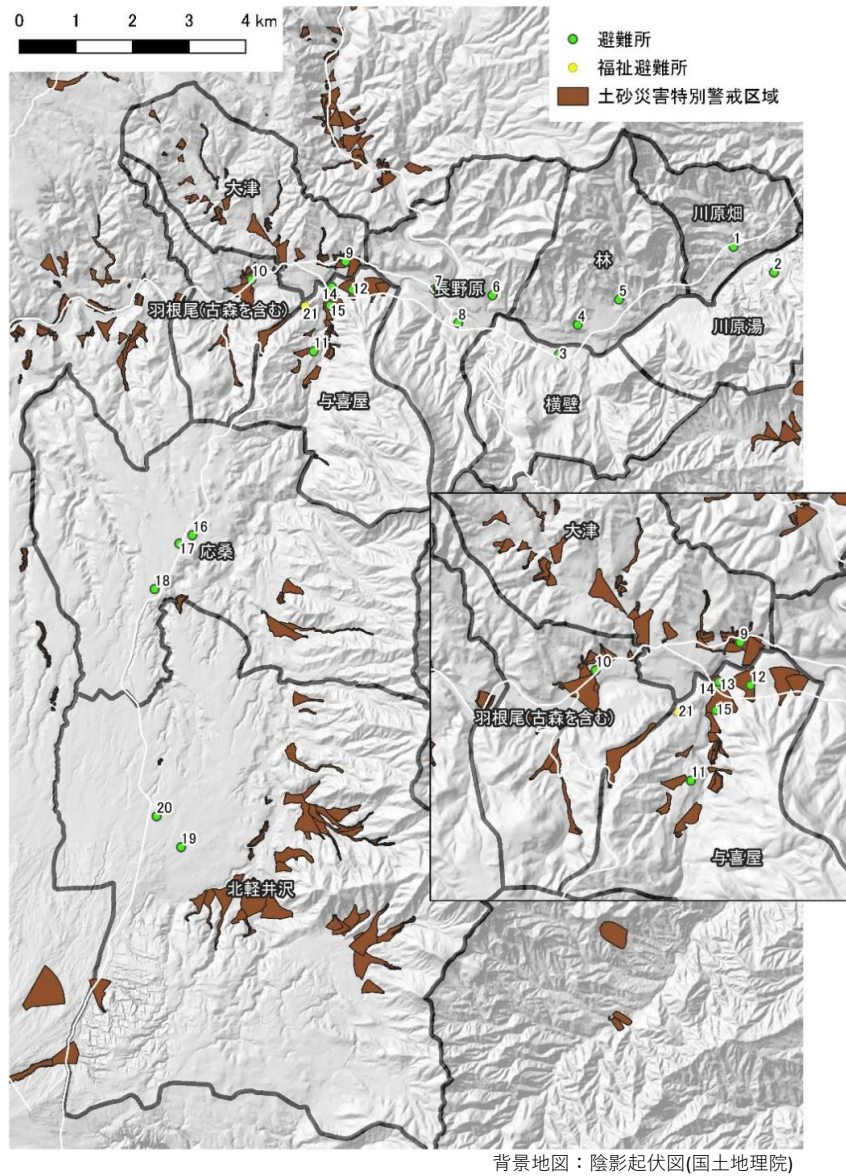 0 1 2 3 4 km
避難所
福祉避難所
土砂災害特別警戒区域
大津
川原畑
1
9
林
2
10
7
長野原
6
5
14
12
羽根尾(古森を含む)
21
15
8
4
川原湯
11
3
与喜屋
横壁
16
17
応桑
大津
18
9
10
14
13
12
羽根尾(古森を含む)
21
15
11
20
19
与喜屋
北軽井沢
背景地図：陰影起伏図(国土地理院)